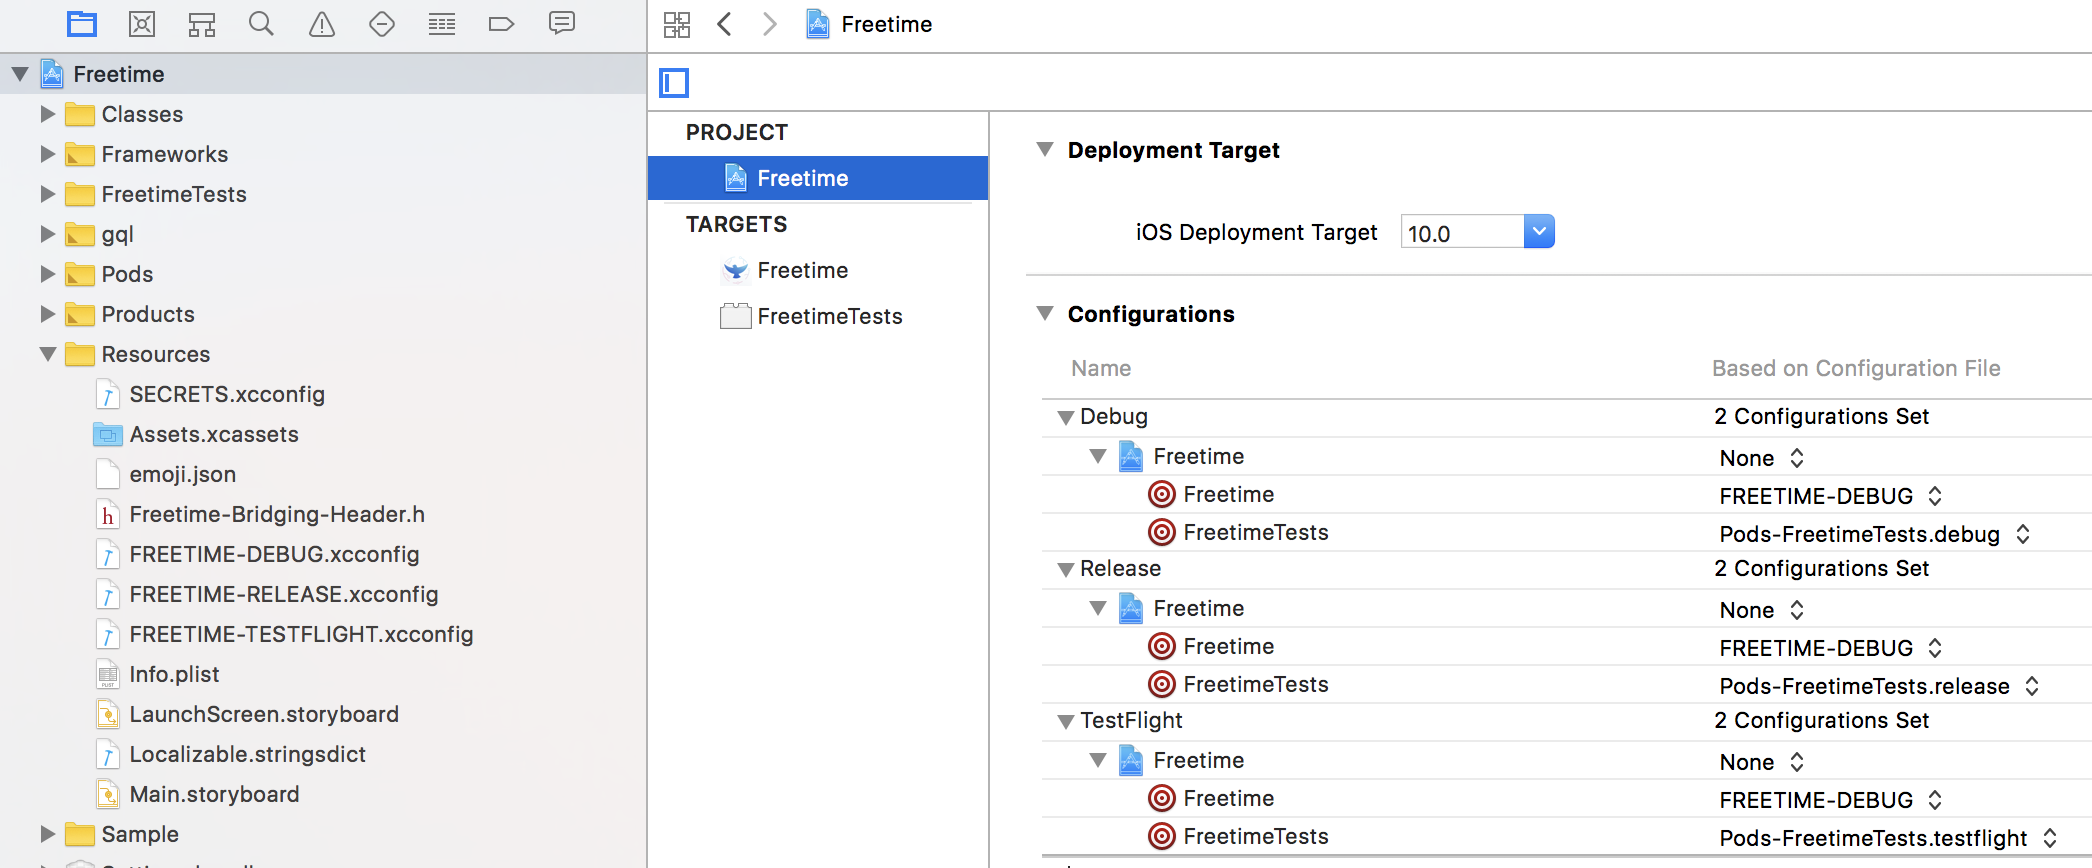 Freetime
Classes
Frameworks
FreetimeTests
gql
Pods
Products
Resources
SECRETS.xcconfig
Assets.xcassets
emoji.json
h Freetime-Bridging-Header.h
FREETIME-DEBUG.xcconfig
FREETIME-RELEASE.xcconfig
FREETIME-TESTFLIGHT.xcconfig
PLIST Info.plist
LaunchScreen.storyboard
Localizable.stringsdict
Main.storyboard
Sample
Freetime
PROJECT
Freetime
TARGETS
Freetime
FreetimeTests
Deployment Target
iOS Deployment Target 10.0
Configurations
Name Based on Configuration File
Debug 2 Configurations Set
Freetime None
Freetime FREETIME-DEBUG
FreetimeTests Pods-FreetimeTests.debug
Release 2 Configurations Set
Freetime None
Freetime FREETIME-DEBUG
FreetimeTests Pods-FreetimeTests.release
TestFlight 2 Configurations Set
Freetime None
Freetime FREETIME-DEBUG
FreetimeTests Pods-FreetimeTests.testflight